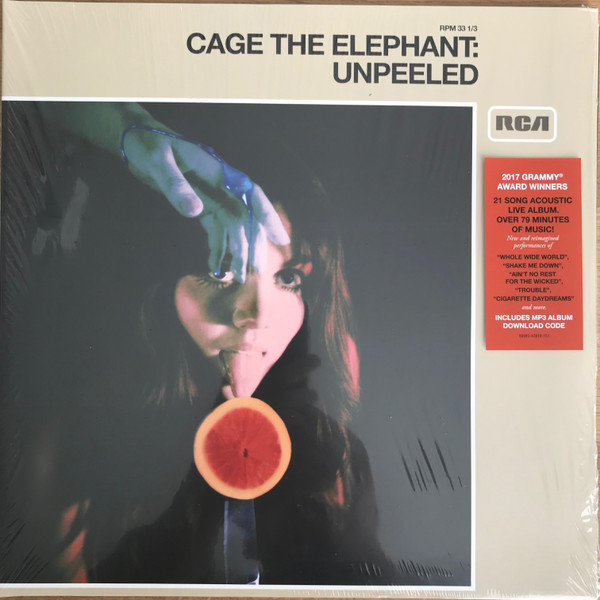 RPM 33 1/3
CAGE THE ELEPHANT:
UNPEELED
RCA
2017 GRAMMY®
AWARD WINNERS
21 SONG ACOUSTIC
LIVE ALBUM.
OVER 79 MINUTES
OF MUSIC!
New and reimagined
performances of
"WHOLE WIDE WORLD",
"SHAKE ME DOWN",
"AIN'T NO REST
FOR THE WICKED",
"TROUBLE",
"CIGARETTE DAYDREAMS"
and more
INCLUDES MP3 ALBUM
DOWNLOAD CODE